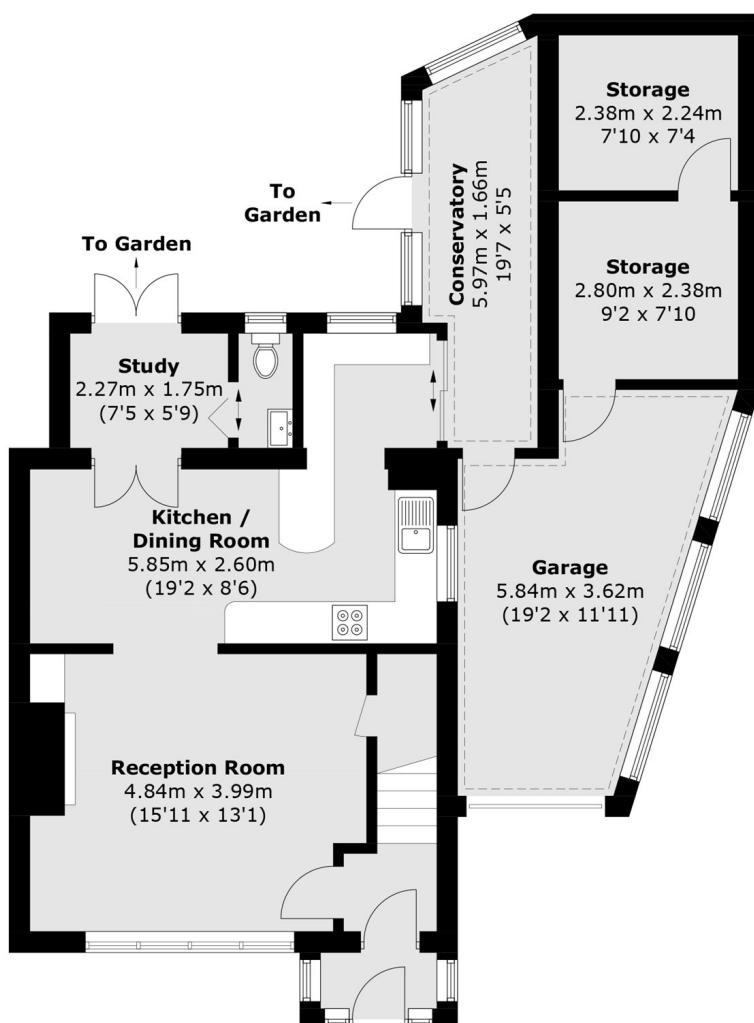 Storage
2.38m x 2.24m
7'10 x 7'4
To
Garden
Conservatory
5.97m x 1.66m
19'7 x 5'5
To Garden
Storage
2.80m x 2.38m
9'2 x 7'10
Study
2.27m x 1.75m
(7'5 x 5'9)
Kitchen /
Dining Room
5.85m x 2.60m
(19'2 x 8'6)
Garage
5.84m x 3.62m
(19'2 x 11'11)
Reception Room
4.84m x 3.99m
(15'11 x 13'1)